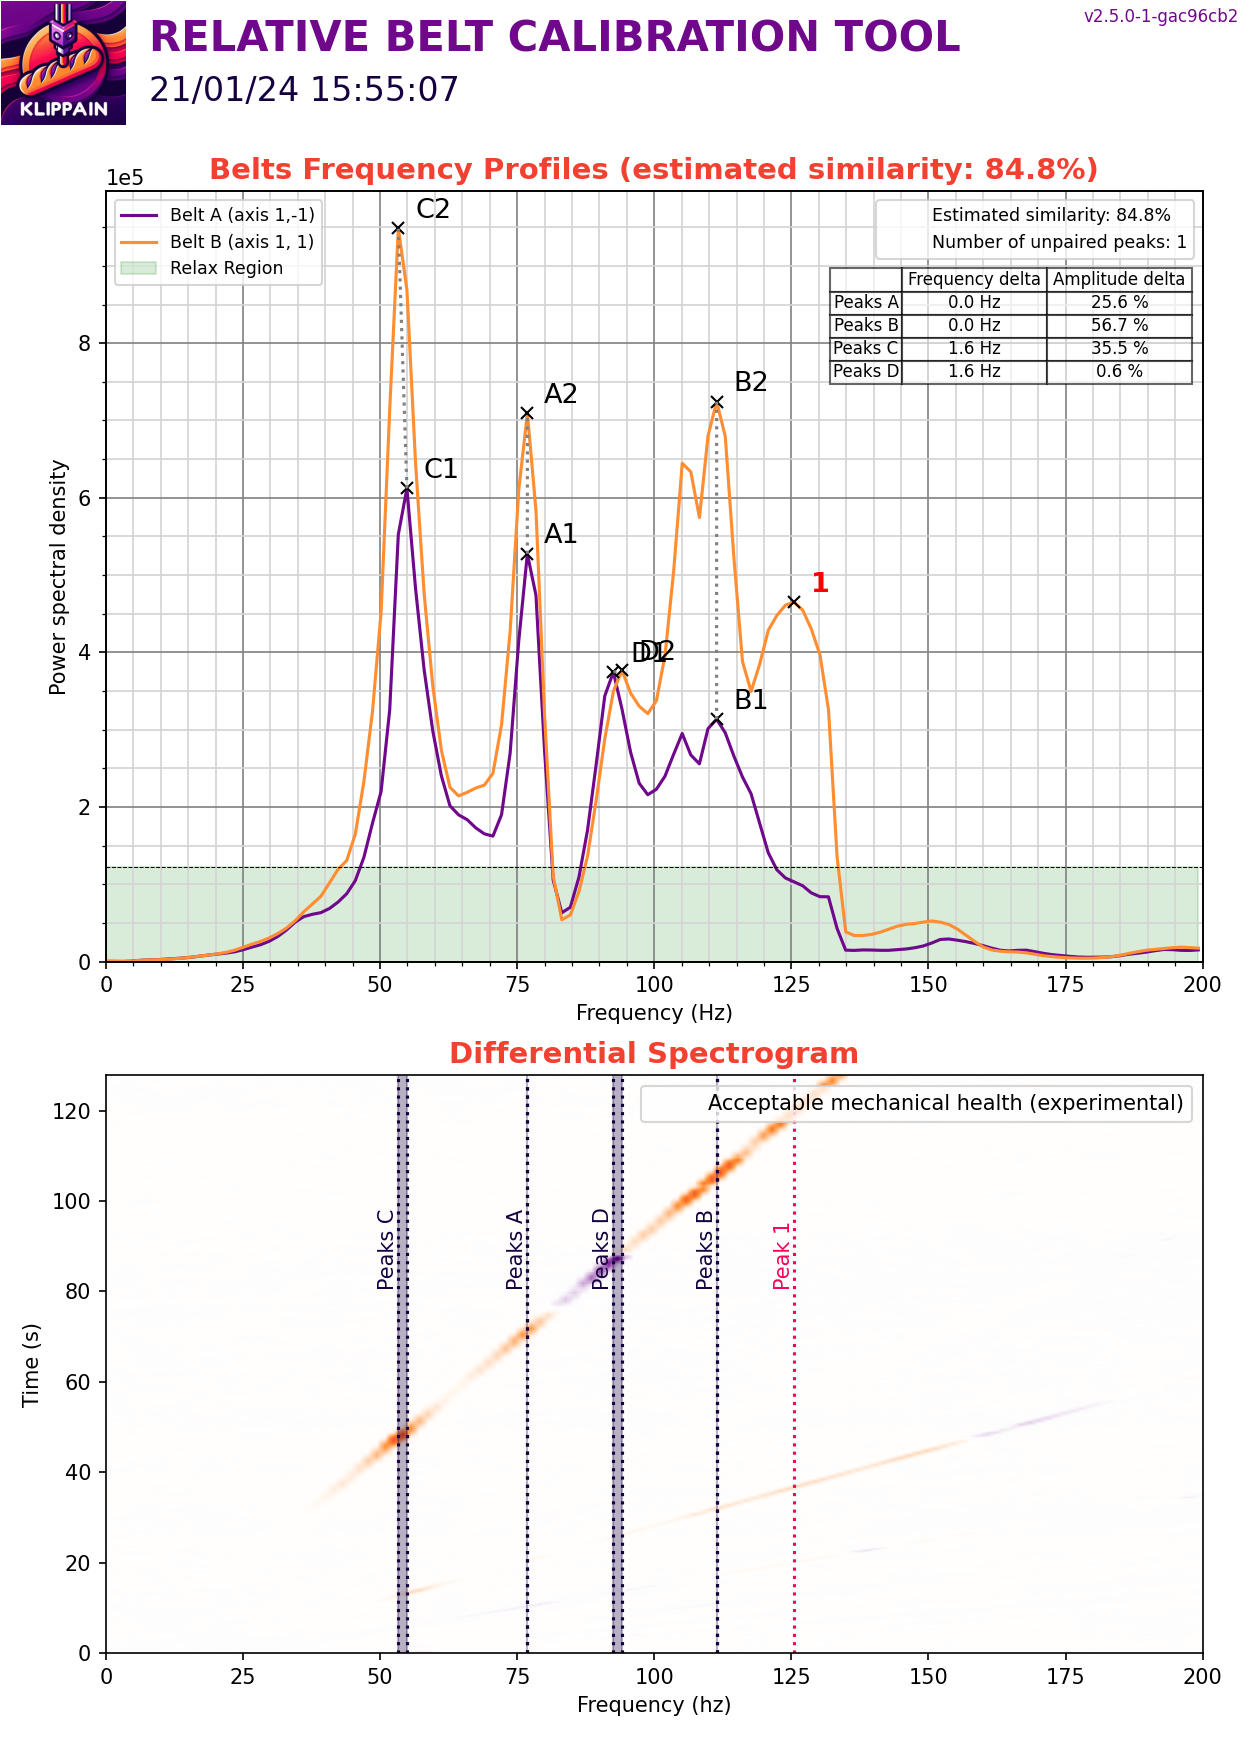 KLIPPAIN
RELATIVE BELT CALIBRATION TOOL
21/01/24 15:55:07
v2.5.0-1-gac96cb2
Belts Frequency Profiles (estimated similarity: 84.8%)
1e5
Belt A (axis 1,-1)
Belt B (axis 1, 1)
Relax Region
Estimated similarity: 84.8%
Number of unpaired peaks: 1
Frequency delta Amplitude delta
Peaks A 0.0 Hz 25.6 %
Peaks B 0.0 Hz 56.7 %
Peaks C 1.6 Hz 35.5 %
Peaks D 1.6 Hz 0.6 %
C2
C1
A2
A1
B2
1
D1
D2
B1
8
6
4
2
0
Power spectral density
0 25 50 75 100 125 150 175 200
Frequency (Hz)
Differential Spectrogram
Acceptable mechanical health (experimental)
Peaks C
Peaks A
Peaks D
Peaks B
Peak 1
120
100
80
60
40
20
0
Time (s)
0 25 50 75 100 125 150 175 200
Frequency (hz)